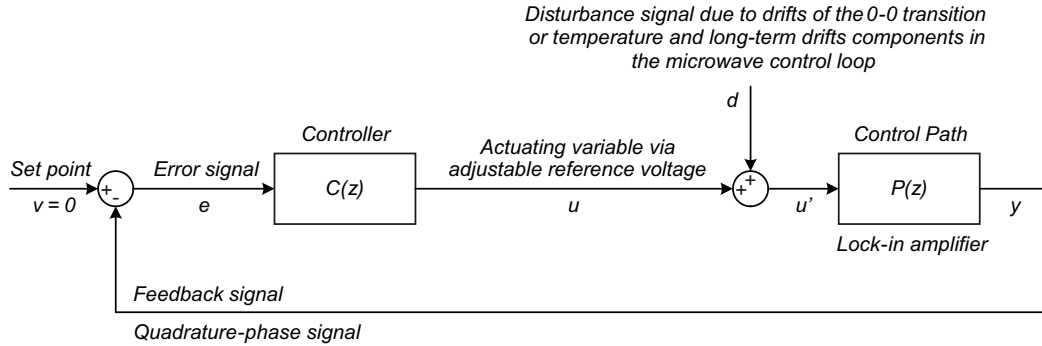 Disturbance signal due to drifts of the 0-0 transition
or temperature and long-term drifts components in
the microwave control loop
d
Controller
Actuating variable via
adjustable reference voltage
Control Path
Set point
Error signal
C(z)
P(z)
+
-
+
+
v = 0
e
u
u'
y
Lock-in amplifier
Feedback signal
Quadrature-phase signal